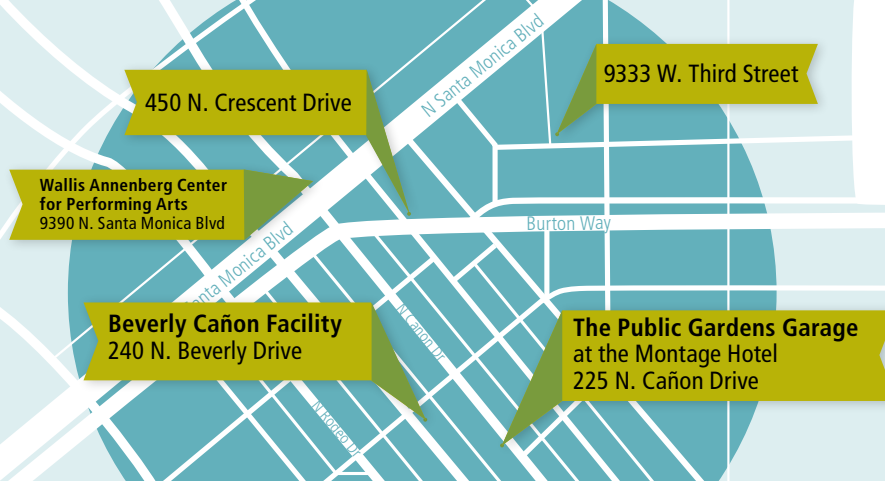 N Santa Monica Blvd
9333 W. Third Street
450 N. Crescent Drive
Wallis Annenberg Center
for Performing Arts
9390 N. Santa Monica Blvd
Burton Way
Monica Blvd
Beverly Cañon Facility
240 N. Beverly Drive
N Cañon Dr
The Public Gardens Garage
at the Montage Hotel
225 N. Cañon Drive
N Rodeo Dr